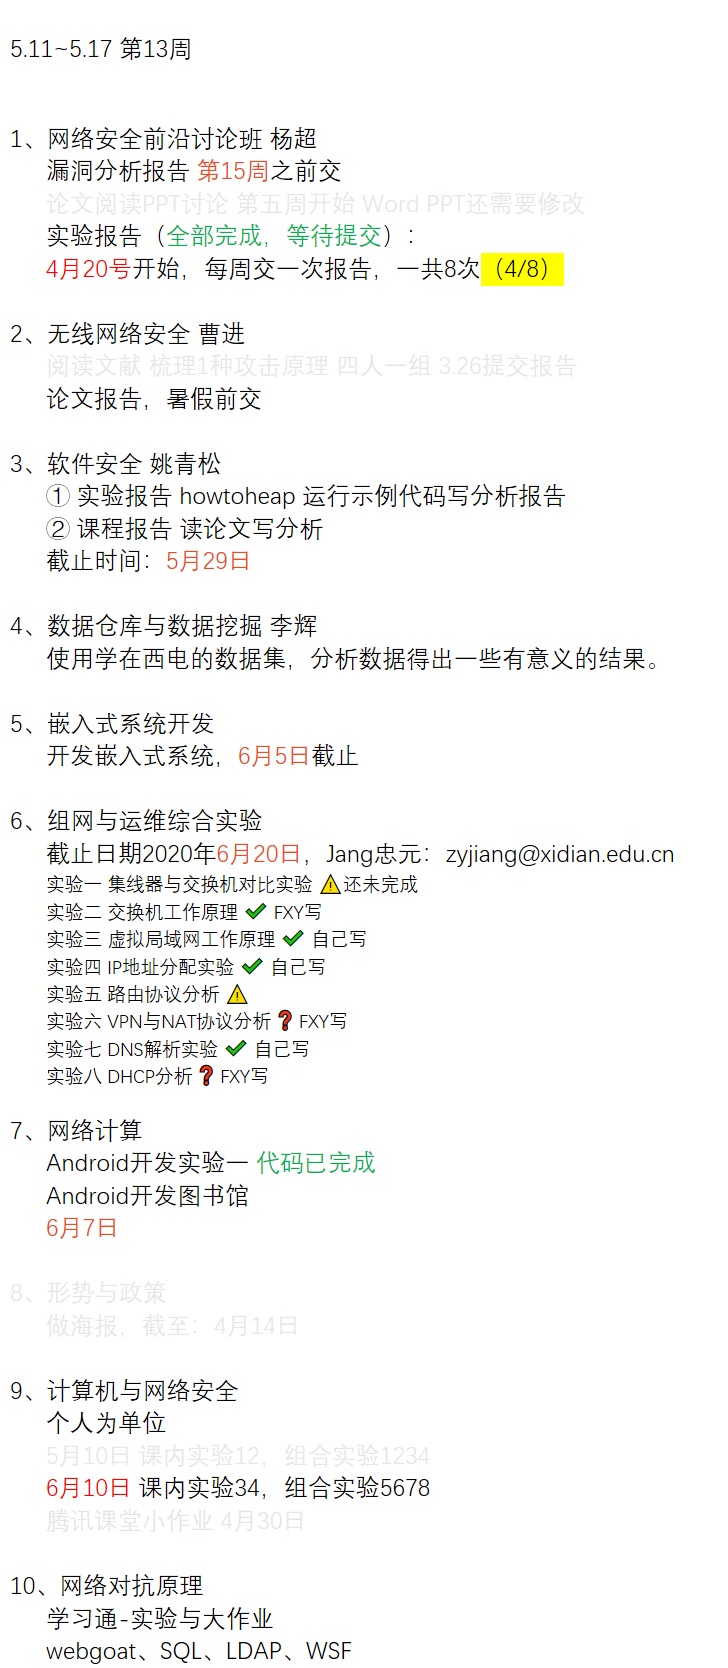 5.11~5.17 第13周
1、网络安全前沿讨论班 杨超
漏洞分析报告 第15周之前交
论文阅读PPT讨论 第五周开始 Word PPT还需要修改
实验报告（全部完成，等待提交）：
4月20号开始，每周交一次报告，一共8次（4/8）
2、无线网络安全 曹进
阅读文献 梳理1种攻击原理 四人一组 3.26提交报告
论文报告，暑假前交
3、软件安全 姚青松
① 实验报告 howtoheap 运行示例代码写分析报告
② 课程报告 读论文写分析
截止时间：5月29日
4、数据仓库与数据挖掘 李辉
使用学在西电的数据集，分析数据得出一些有意义的结果。
5、嵌入式系统开发
开发嵌入式系统，6月5日截止
6、组网与运维综合实验
截止日期2020年6月20日，Jang忠元：zyjiang@xidian.edu.cn
实验一 集线器与交换机对比实验 ⚠还未完成
实验二 交换机工作原理 ✔ FXY写
实验三 虚拟局域网工作原理 ✔ 自己写
实验四 IP地址分配实验 ✔ 自己写
实验五 路由协议分析 ⚠
实验六 VPN与NAT协议分析 ❓ FXY写
实验七 DNS解析实验 ✔ 自己写
实验八 DHCP分析 ❓ FXY写
7、网络计算
Android开发实验一 代码已完成
Android开发图书馆
6月7日
8、形势与政策
做海报，截至：4月14日
9、计算机与网络安全
个人为单位
5月10日 课内实验12，组合实验1234
6月10日 课内实验34，组合实验5678
腾讯课堂小作业 4月30日
10、网络对抗原理
学习通-实验与大作业
webgoat、SQL、LDAP、WSF